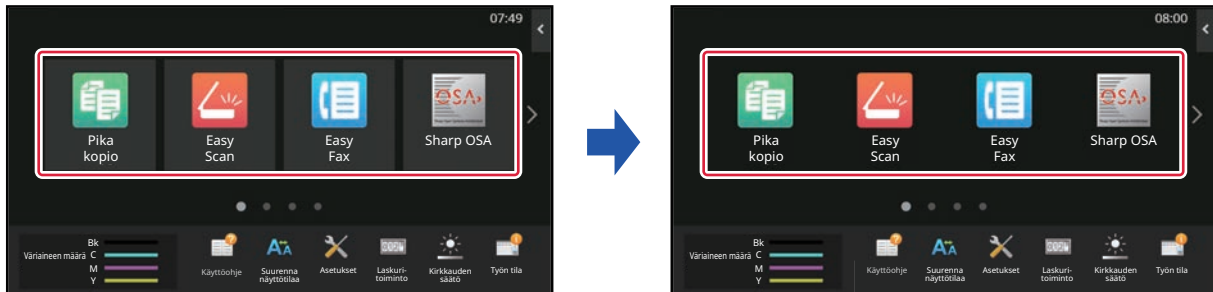 07:49
Pika
kopio
Easy
Scan
Easy
Fax
OSA
Sharp OSA
Väriaineen määrä
Bk
C
M
Y
Käyttöohje
Suurenna
näyttötilaa
Asetukset
Laskuri-
toiminto
Kirkkauden
säätö
Työn tila
08:00
Pika
kopio
Easy
Scan
Easy
Fax
OSA
Sharp OSA
Väriaineen määrä
Bk
C
M
Y
Käyttöohje
Suurenna
näyttötilaa
Asetukset
Laskuri-
toiminto
Kirkkauden
säätö
Työn tila